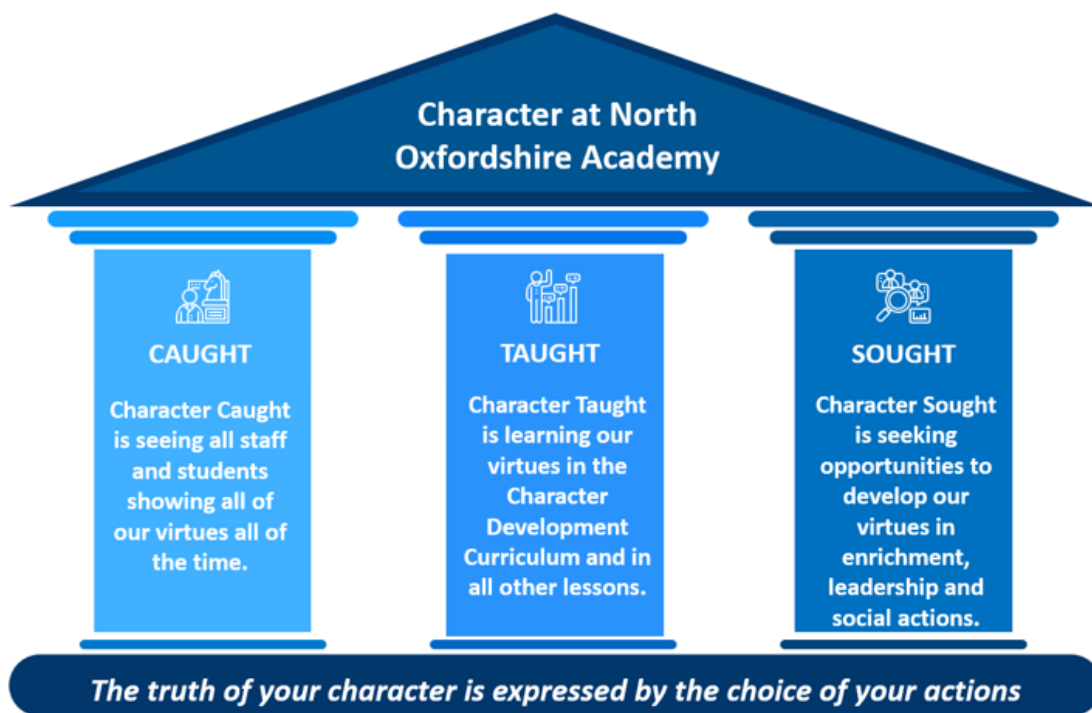 Character at North
Oxfordshire Academy
CAUGHT
Character Caught
is seeing all staff
and students
showing all of
our virtues all of
the time.
TAUGHT
Character Taught
is learning our
virtues in the
Character
Development
Curriculum and in
all other lessons.
SOUGHT
Character Sought
is seeking
opportunities to
develop our
virtues in
enrichment,
leadership and
social actions.
The truth of your character is expressed by the choice of your actions